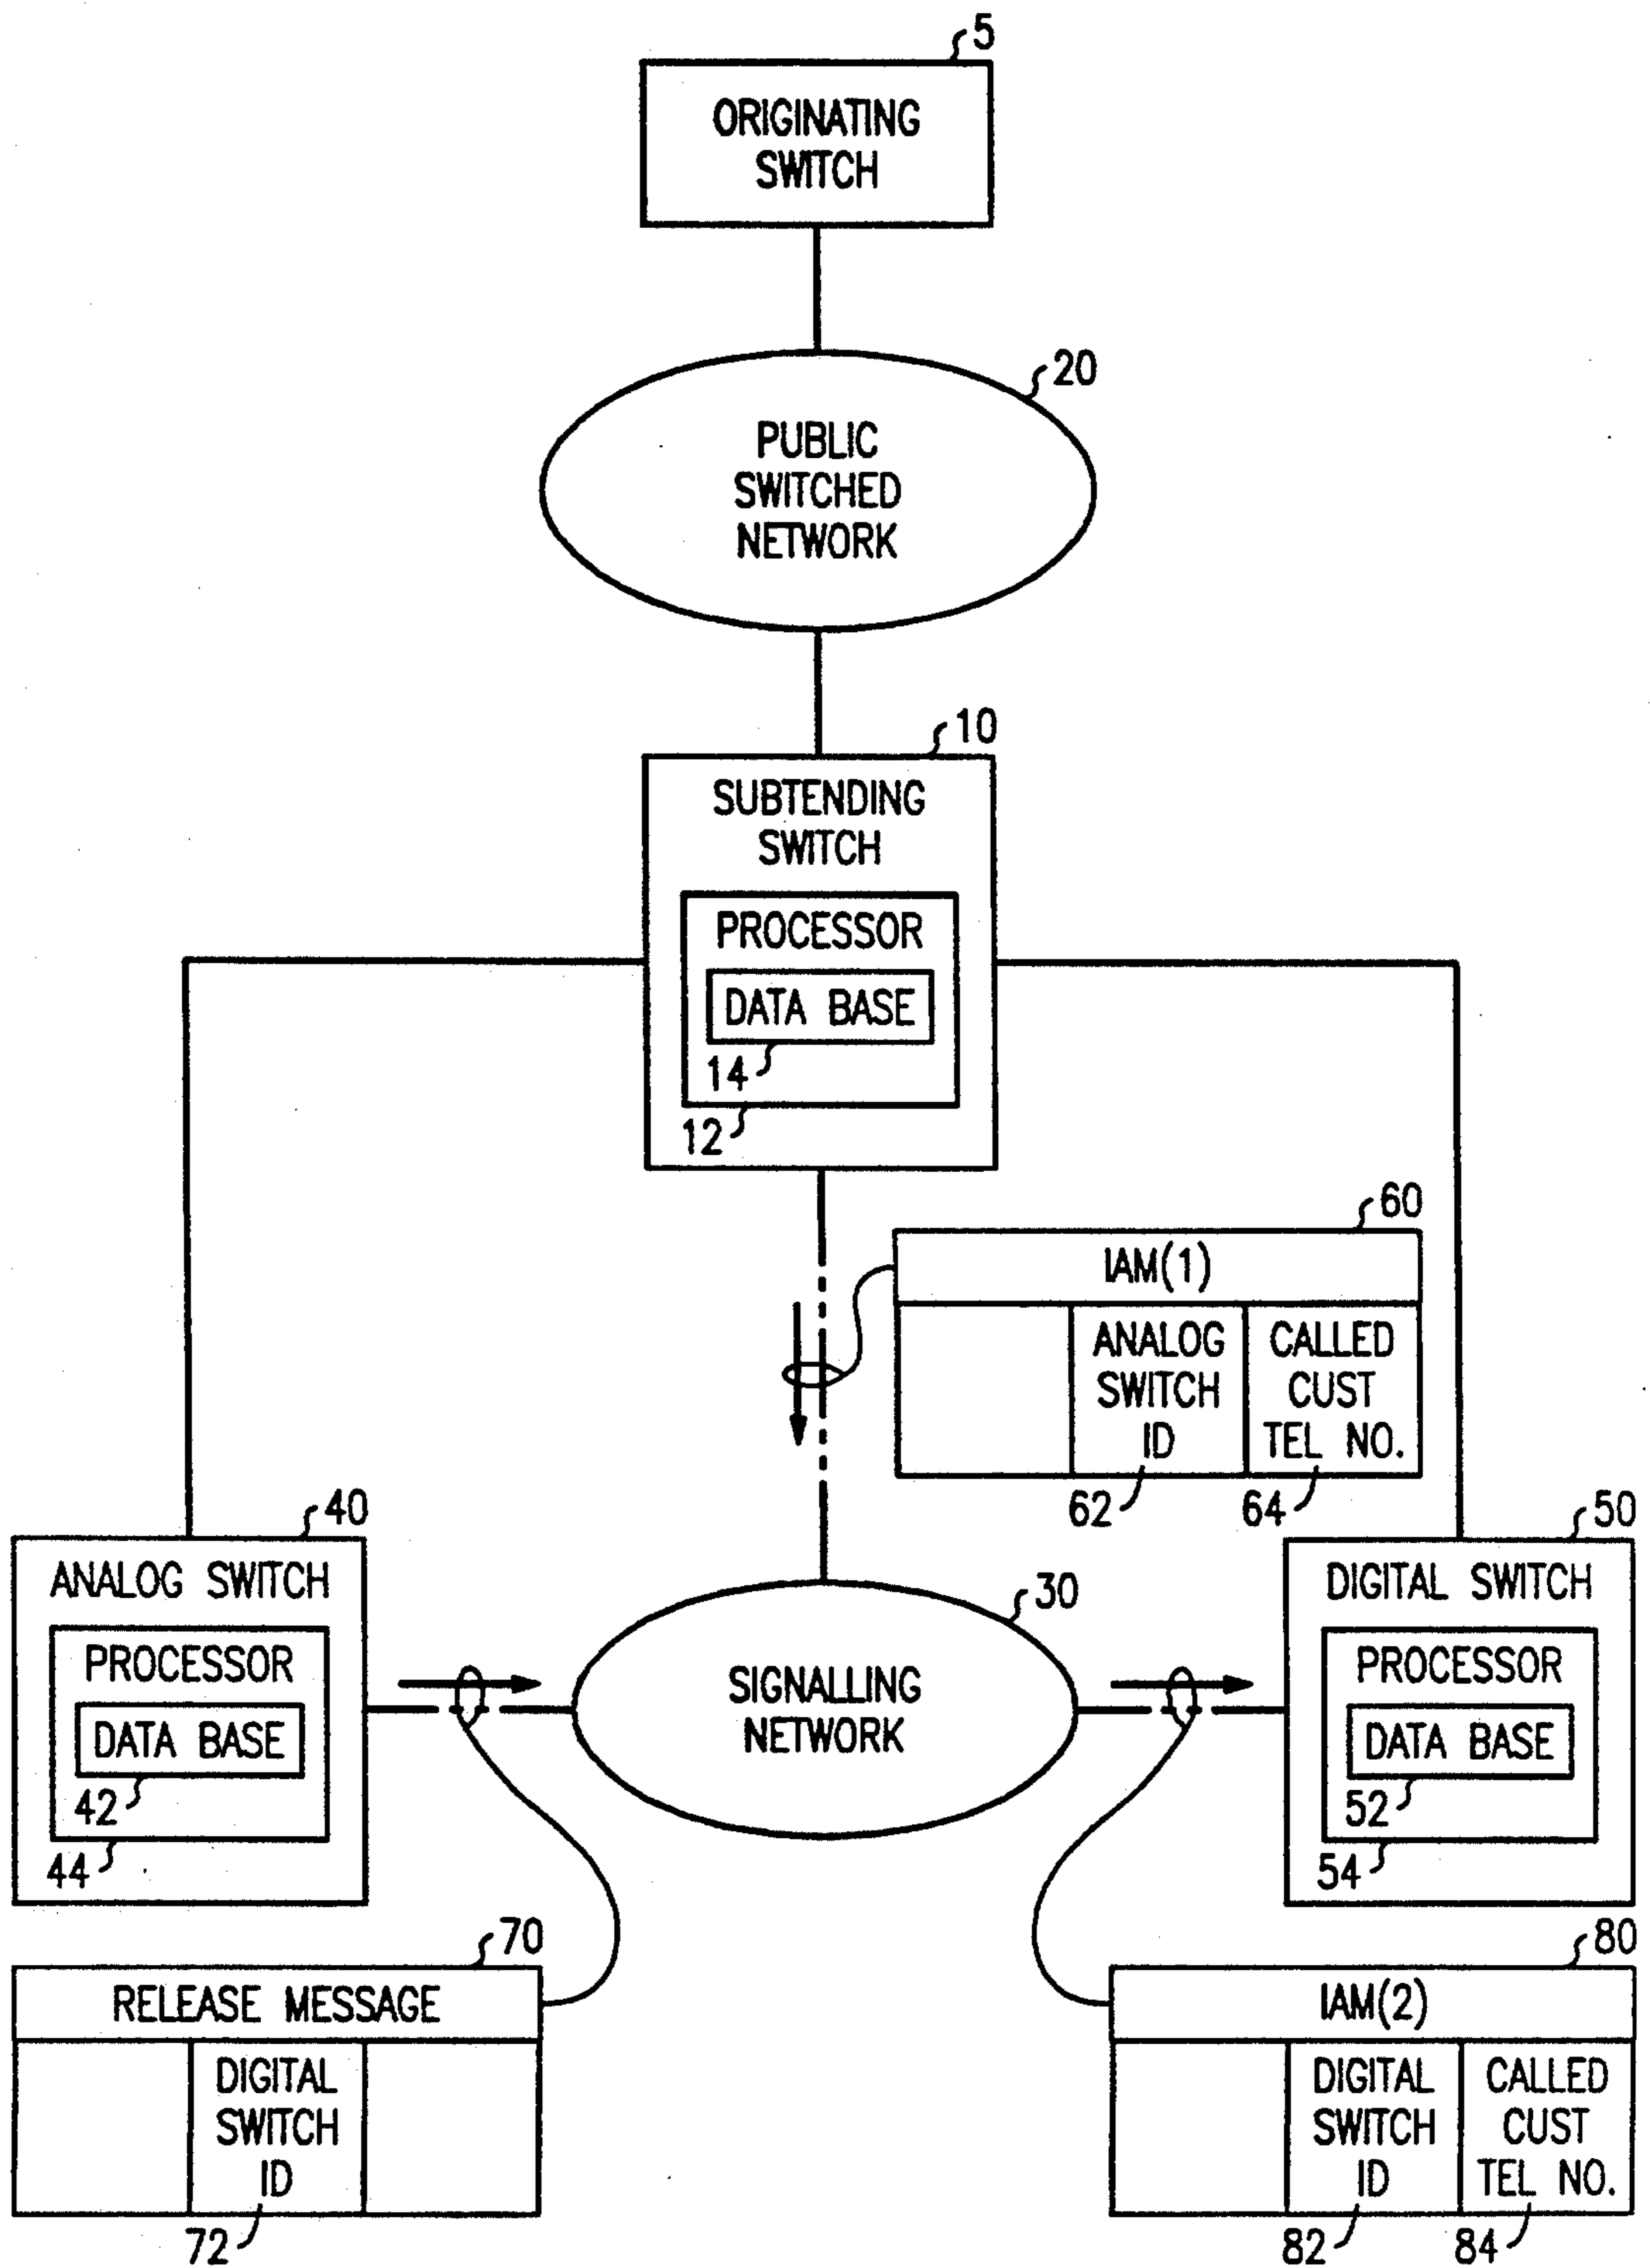 5
ORIGINATING
SWITCH
20
PUBLIC
SWITCHED
NETWORK
10
SUBTENDING
SWITCH
PROCESSOR
DATA BASE
14
12
60
IAM(1)
ANALOG
SWITCH
ID
CALLED
CUST
TEL NO.
62
64
40
ANALOG SWITCH
PROCESSOR
DATA BASE
42
44
30
SIGNALLING
NETWORK
50
DIGITAL SWITCH
PROCESSOR
DATA BASE
52
54
70
RELEASE MESSAGE
DIGITAL
SWITCH
ID
72
80
IAM(2)
DIGITAL
SWITCH
ID
CALLED
CUST
TEL NO.
82
84